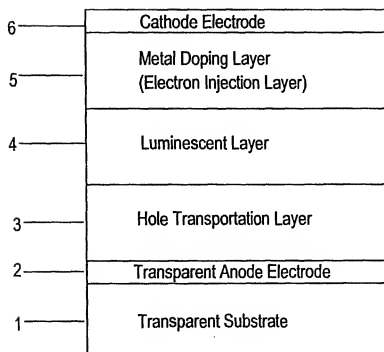 6 Cathode Electrode
5 Metal Doping Layer
(Electron Injection Layer)
4 Luminescent Layer
3 Hole Transportation Layer
2 Transparent Anode Electrode
1 Transparent Substrate